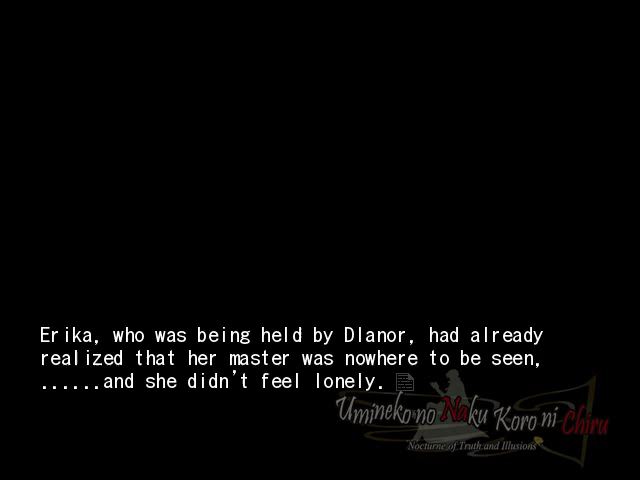 Erika, who was being held by Dlanor, had already
realized that her master was nowhere to be seen,
......and she didn't feel lonely.
Umineko no Naku Koro ni Chiru
Nocturne of Truth and Illusions